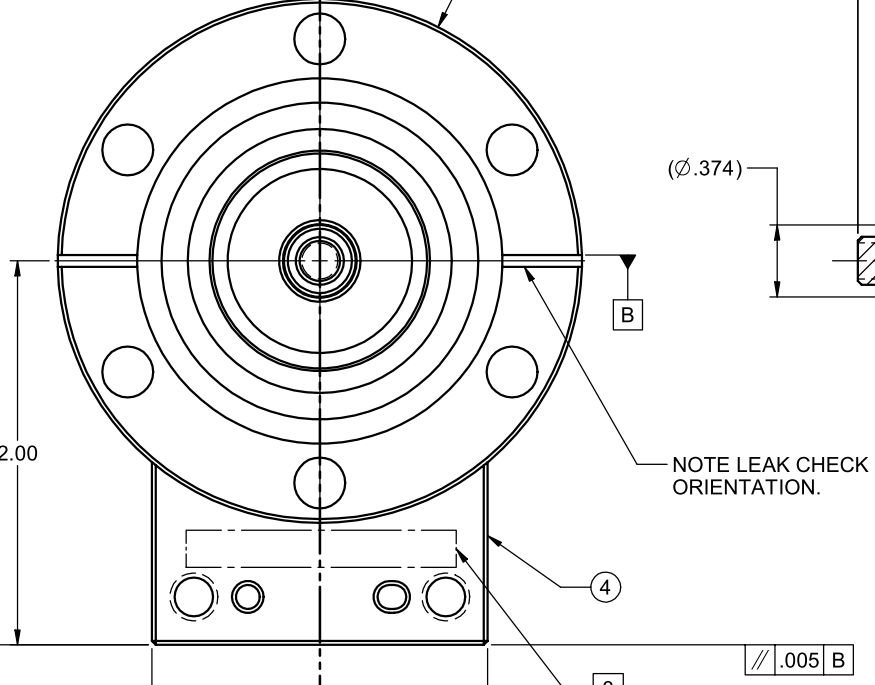 (Ø.374)
B
2.00
NOTE LEAK CHECK
ORIENTATION.
4
// .005 B